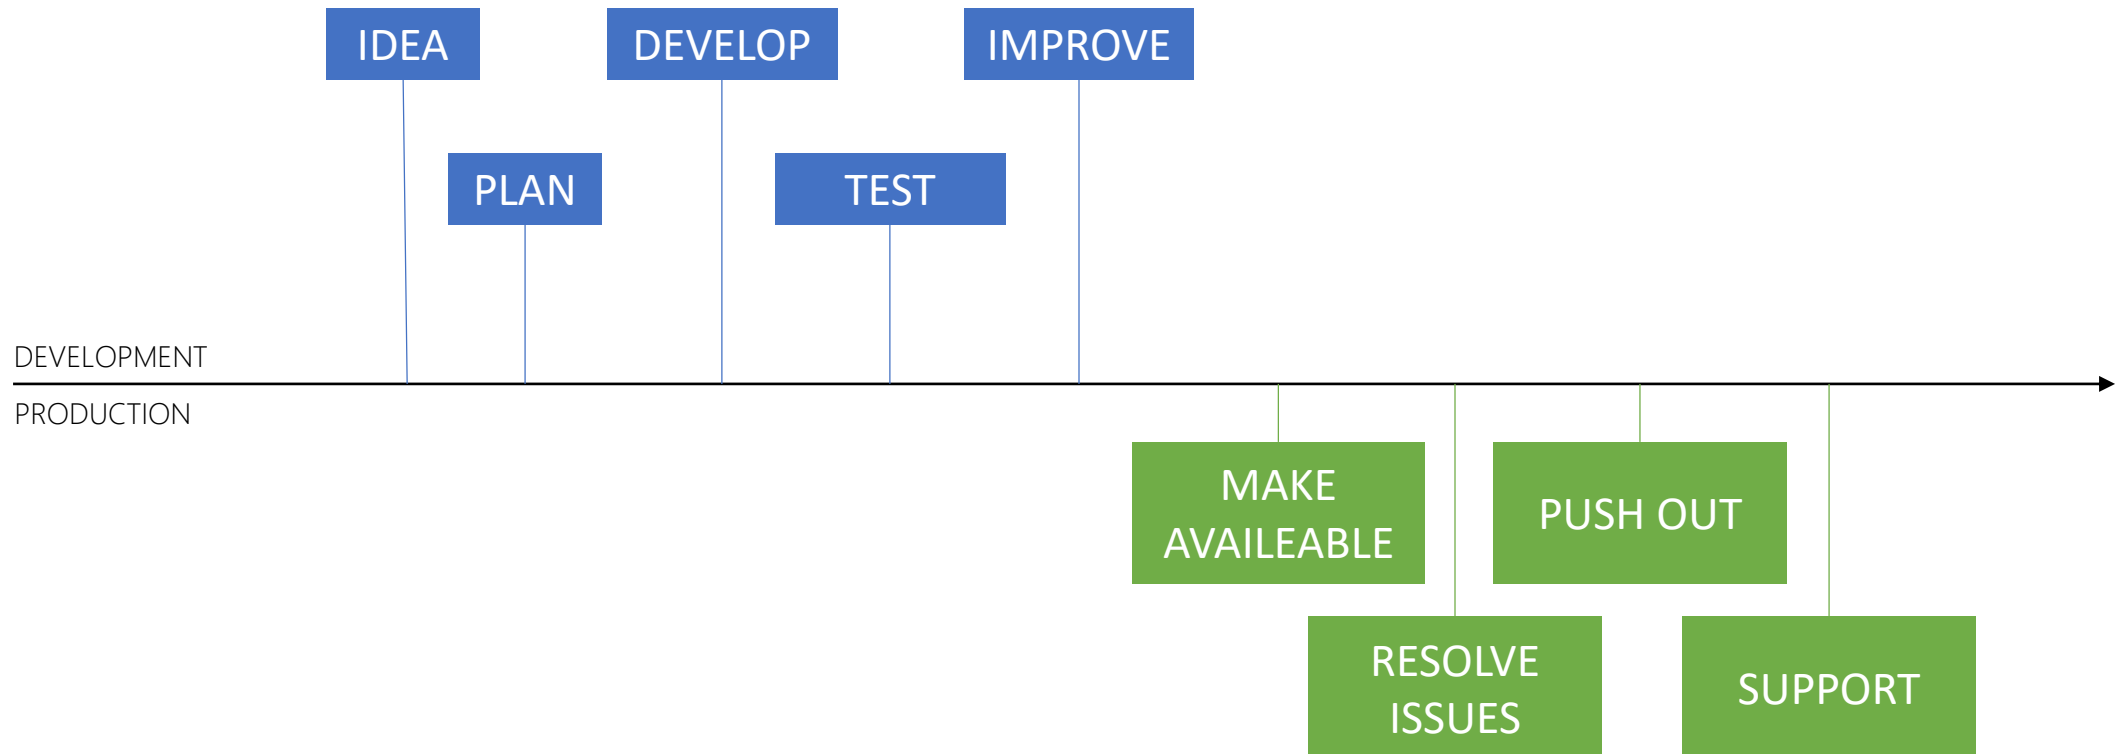 IDEA
DEVELOP
IMPROVE
PLAN
TEST
DEVELOPMENT
PRODUCTION
MAKE
AVAILEABLE
PUSH OUT
RESOLVE
ISSUES
SUPPORT